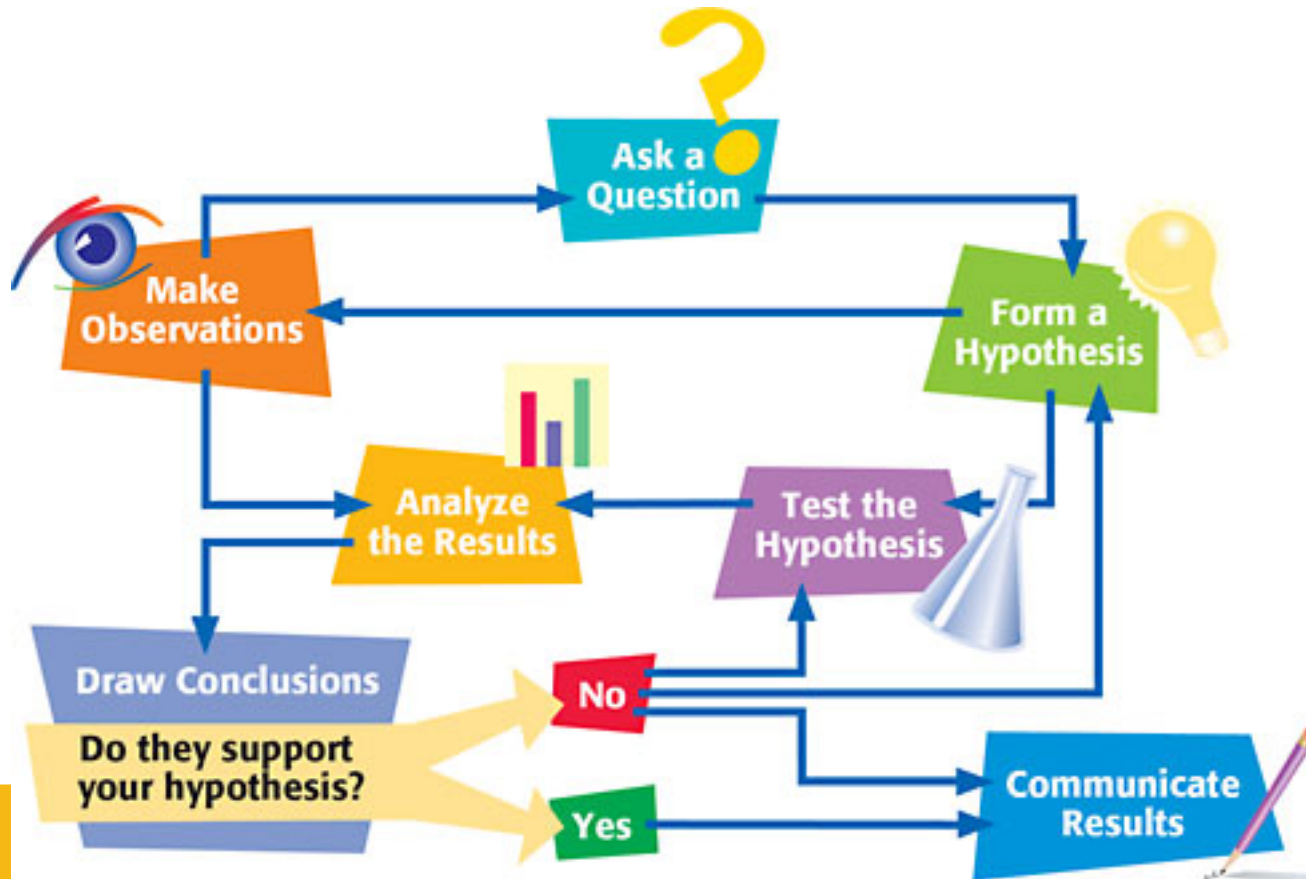 Ask a
Question
Make
Observations
Form a
Hypothesis
Analyze
the Results
Test the
Hypothesis
Draw Conclusions
Do they support
your hypothesis?
No
Yes
Communicate
Results